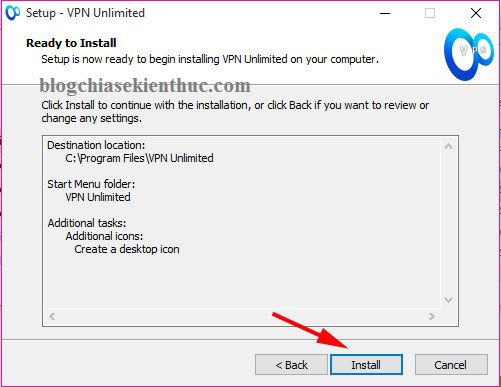 Setup - VPN Unlimited
Ready to Install
Setup is now ready to begin installing VPN Unlimited on your computer.
VPN
blogchiasekienthuc.com
Click Install to continue with the installation, or click Back if you want to review or
change any settings.
Destination location:
C:\Program Files\VPN Unlimited
Start Menu folder:
VPN Unlimited
Additional tasks:
Additional icons:
Create a desktop icon
< Back
Install
Cancel